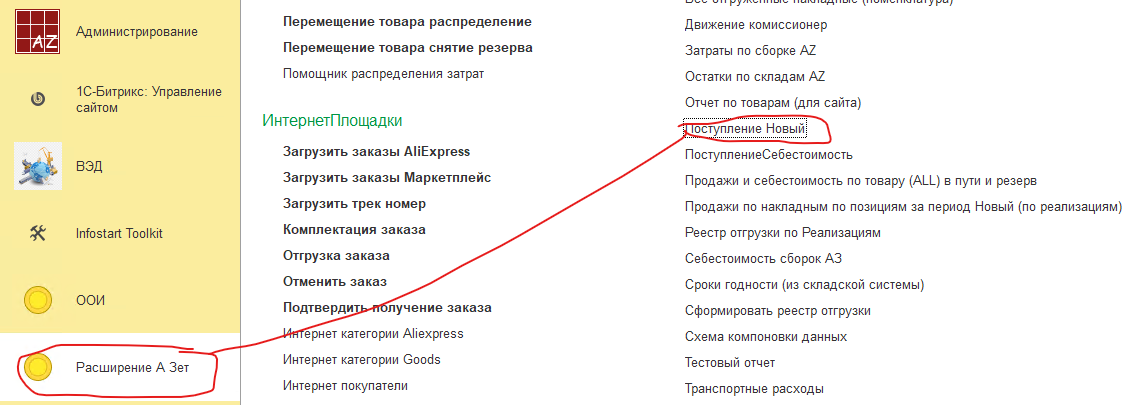 AZ
Администрирование
1С-Битрикс: Управление
сайтом
ВЭД
Infostart Toolkit
ООИ
Расширение А Зет
Перемещение товара распределение
Перемещение товара снятие резерва
Помощник распределения затрат
ИнтернетПлощадки
Загрузить заказы AliExpress
Загрузить заказы Маркетплейс
Загрузить трек номер
Комплектация заказа
Отгрузка заказа
Отменить заказ
Подтвердить получение заказа
Интернет категории Aliexpress
Интернет категории Goods
Интернет покупатели
Все отгруженные накладные (номенклатура)
Движение комиссионер
Затраты по сборке AZ
Остатки по складам AZ
Отчет по товарам (для сайта)
Поступление Новый
ПоступлениеСебестоимость
Продажи и себестоимость по товару (ALL) в пути и резерв
Продажи по накладным по позициям за период Новый (по реализациям)
Реестр отгрузки по Реализациям
Себестоимость сборок АЗ
Сроки годности (из складской системы)
Сформировать реестр отгрузки
Схема компоновки данных
Тестовый отчет
Транспортные расходы